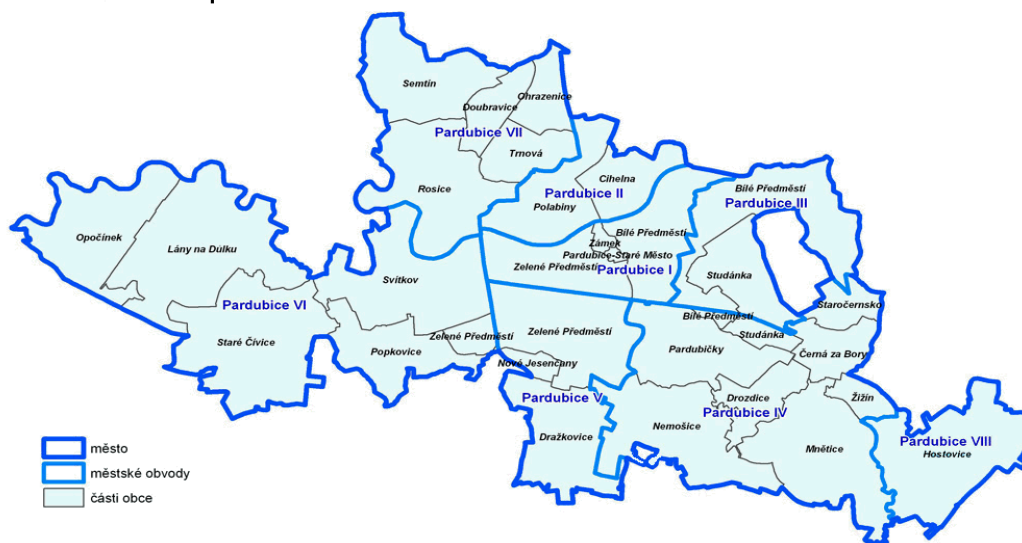 Semtín
Ohrazenice
Doubravice
Pardubice VII
Trnová
Cihelna
Rosice
Pardubice II
Polabiny
Bílé Předměstí
Pardubice III
Opočínek
Lány na Důlku
Bílé Předměstí
Zámek
Pardubice-Staré Město
Zelené Předměstí
Pardubice I
Studánka
Svítkov
Pardubice VI
Staročernsko
Bílé Předměstí
Staré Čívice
Zelené Předměstí
Zelené Předměstí
Studánka
Popkovice
Pardubičky
Černá za Bory
Nové Jesenčany
Pardubice V
Drozdice
Žižín
Pardubice IV
Nemošice
Dražkovice
Mnětice
Pardubice VIII
Hostovice
město
městské obvody
části obce